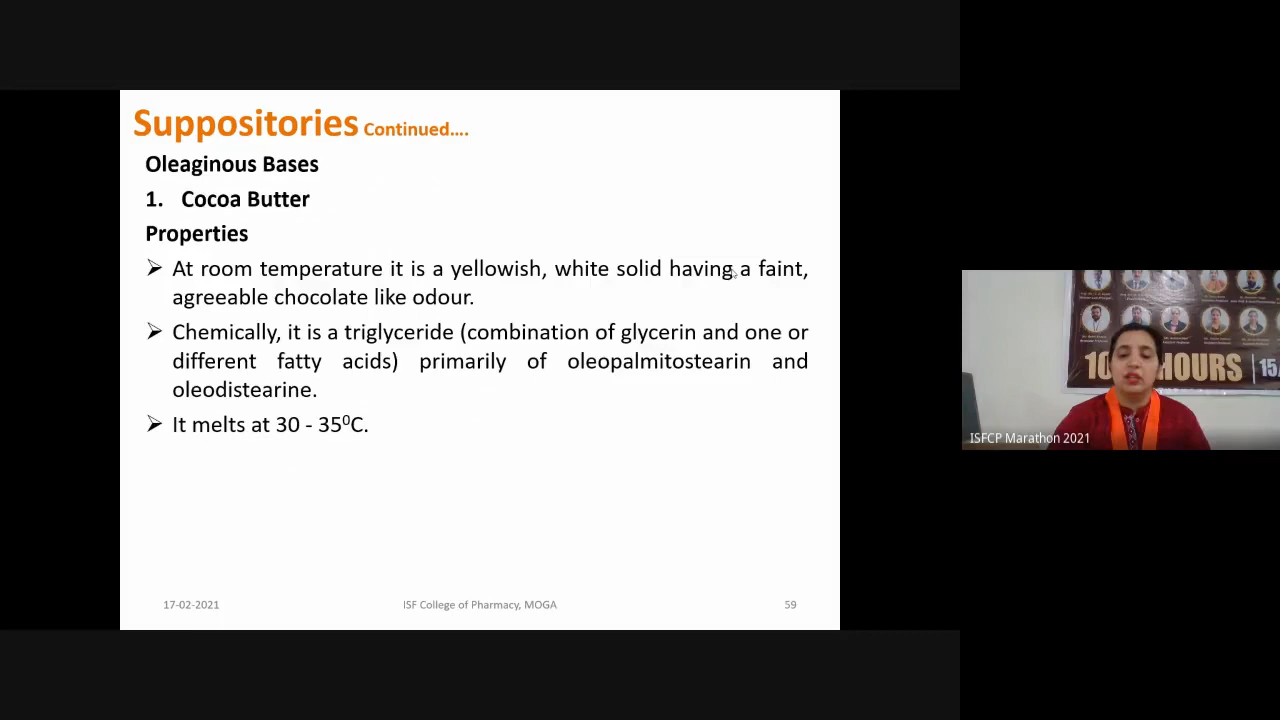 Suppositories Continued....
Oleaginous Bases
1. Cocoa Butter
Properties
➢ At room temperature it is a yellowish, white solid having a faint,
agreeable chocolate like odour.
➢ Chemically, it is a triglyceride (combination of glycerin and one or
different fatty acids) primarily of oleopalmitostearin and
oleodistearine.
➢ It melts at 30 - 35⁰C.
17-02-2021
ISF College of Pharmacy, MOGA
59
HOURS
15/
ISFCP Marathon 2021